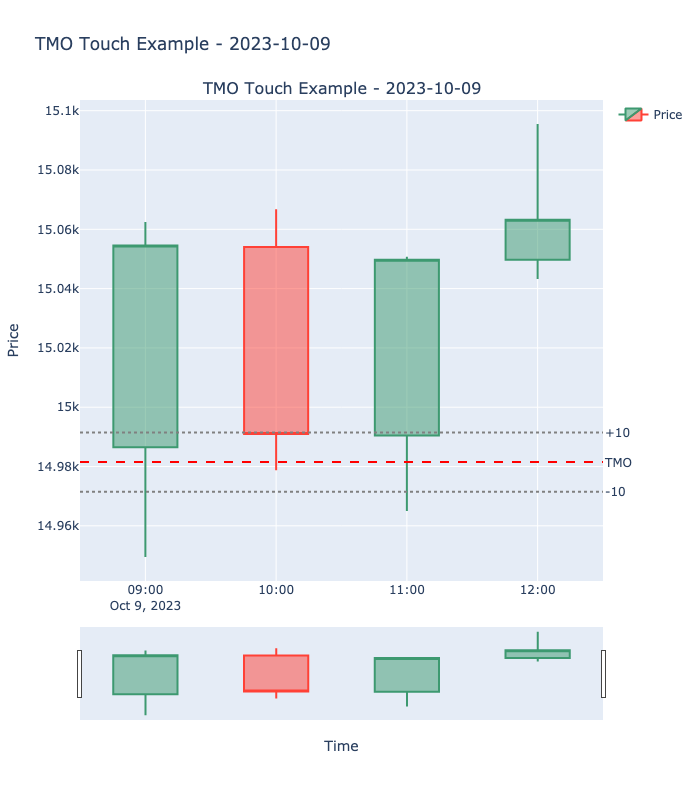 TMO Touch Example - 2023-10-09
TMO Touch Example - 2023-10-09
Price
15.1k
15.08k
15.06k
15.04k
15.02k
Price
15k
+10
14.98k
TMO
-10
14.96k
09:00
10:00
11:00
12:00
Oct 9, 2023
Time